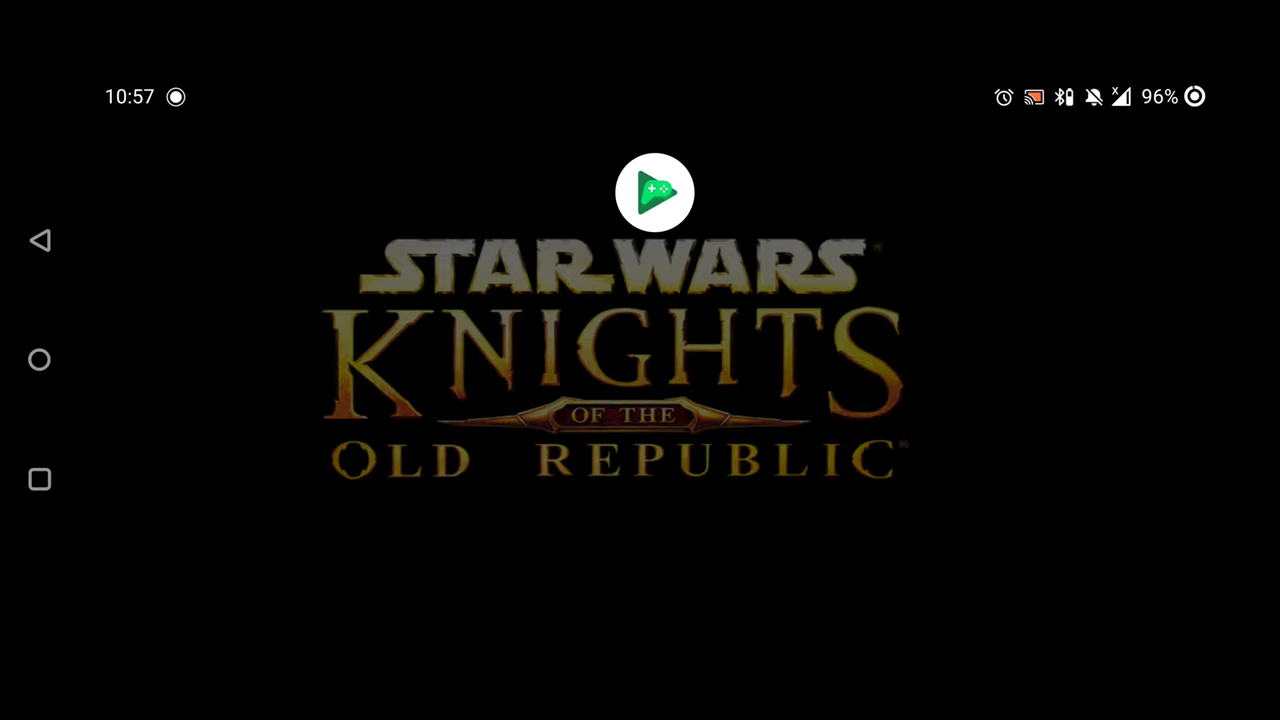 10:57
X
96%
STAR WARS®
KNIGHTS
OF THE
OLD REPUBLIC®